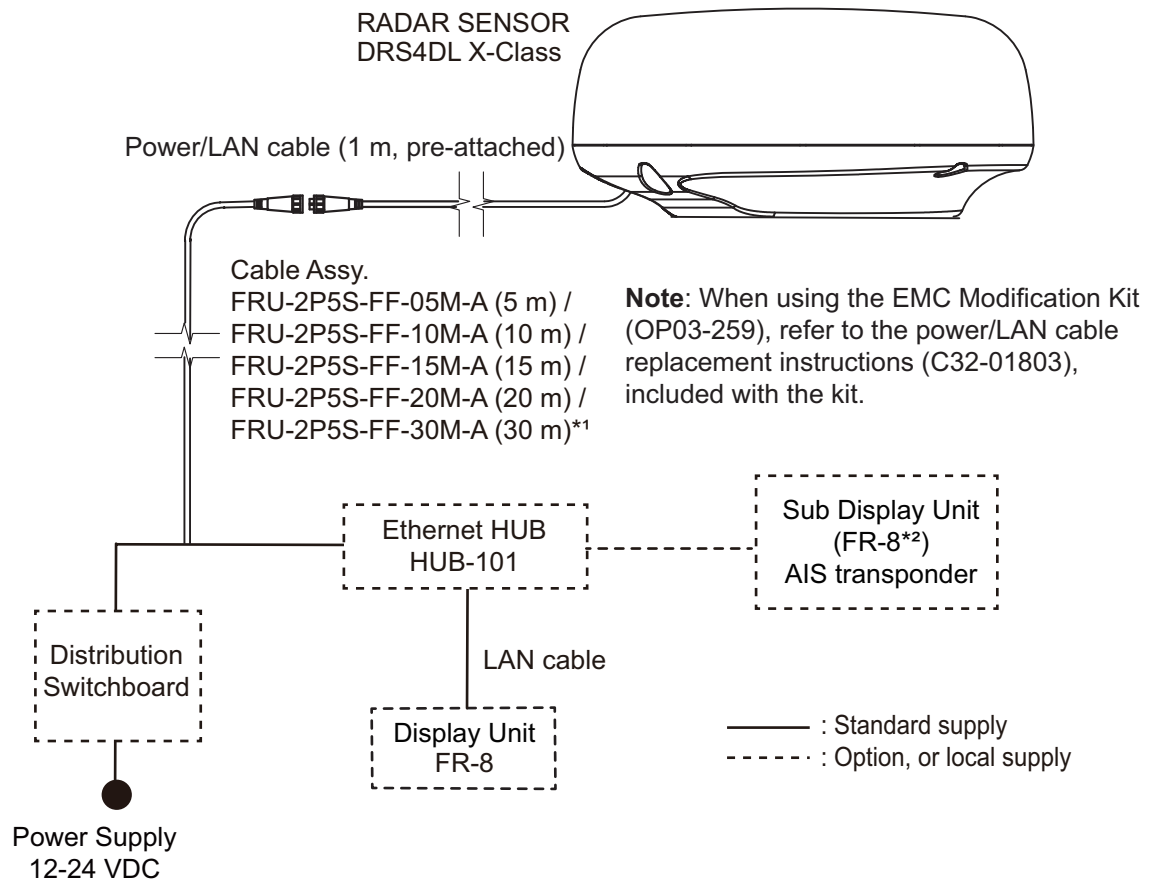 RADAR SENSOR
DRS4DL X-Class
Power/LAN cable (1 m, pre-attached)
Cable Assy.
FRU-2P5S-FF-05M-A (5 m) /
FRU-2P5S-FF-10M-A (10 m) /
FRU-2P5S-FF-15M-A (15 m) /
FRU-2P5S-FF-20M-A (20 m) /
FRU-2P5S-FF-30M-A (30 m)*¹
Note: When using the EMC Modification Kit
(OP03-259), refer to the power/LAN cable
replacement instructions (C32-01803),
included with the kit.
Ethernet HUB
HUB-101
Sub Display Unit
(FR-8*²)
AIS transponder
Distribution
Switchboard
LAN cable
Display Unit
FR-8
: Standard supply
: Option, or local supply
Power Supply
12-24 VDC